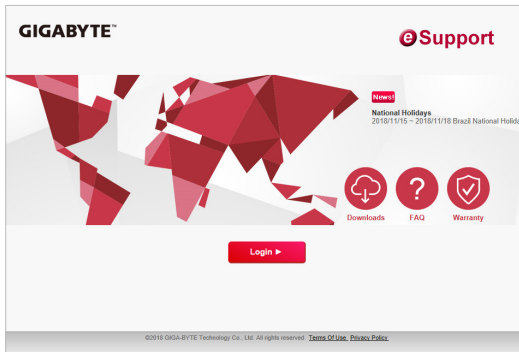 GIGABYTE™
eSupport
News!
National Holidays
2018/11/15 ~ 2018/11/18 Brazil National Holida
Downloads
FAQ
Warranty
Login ►
©2018 GIGA-BYTE Technology Co., Ltd. All rights reserved. Terms Of Use Privacy Policy